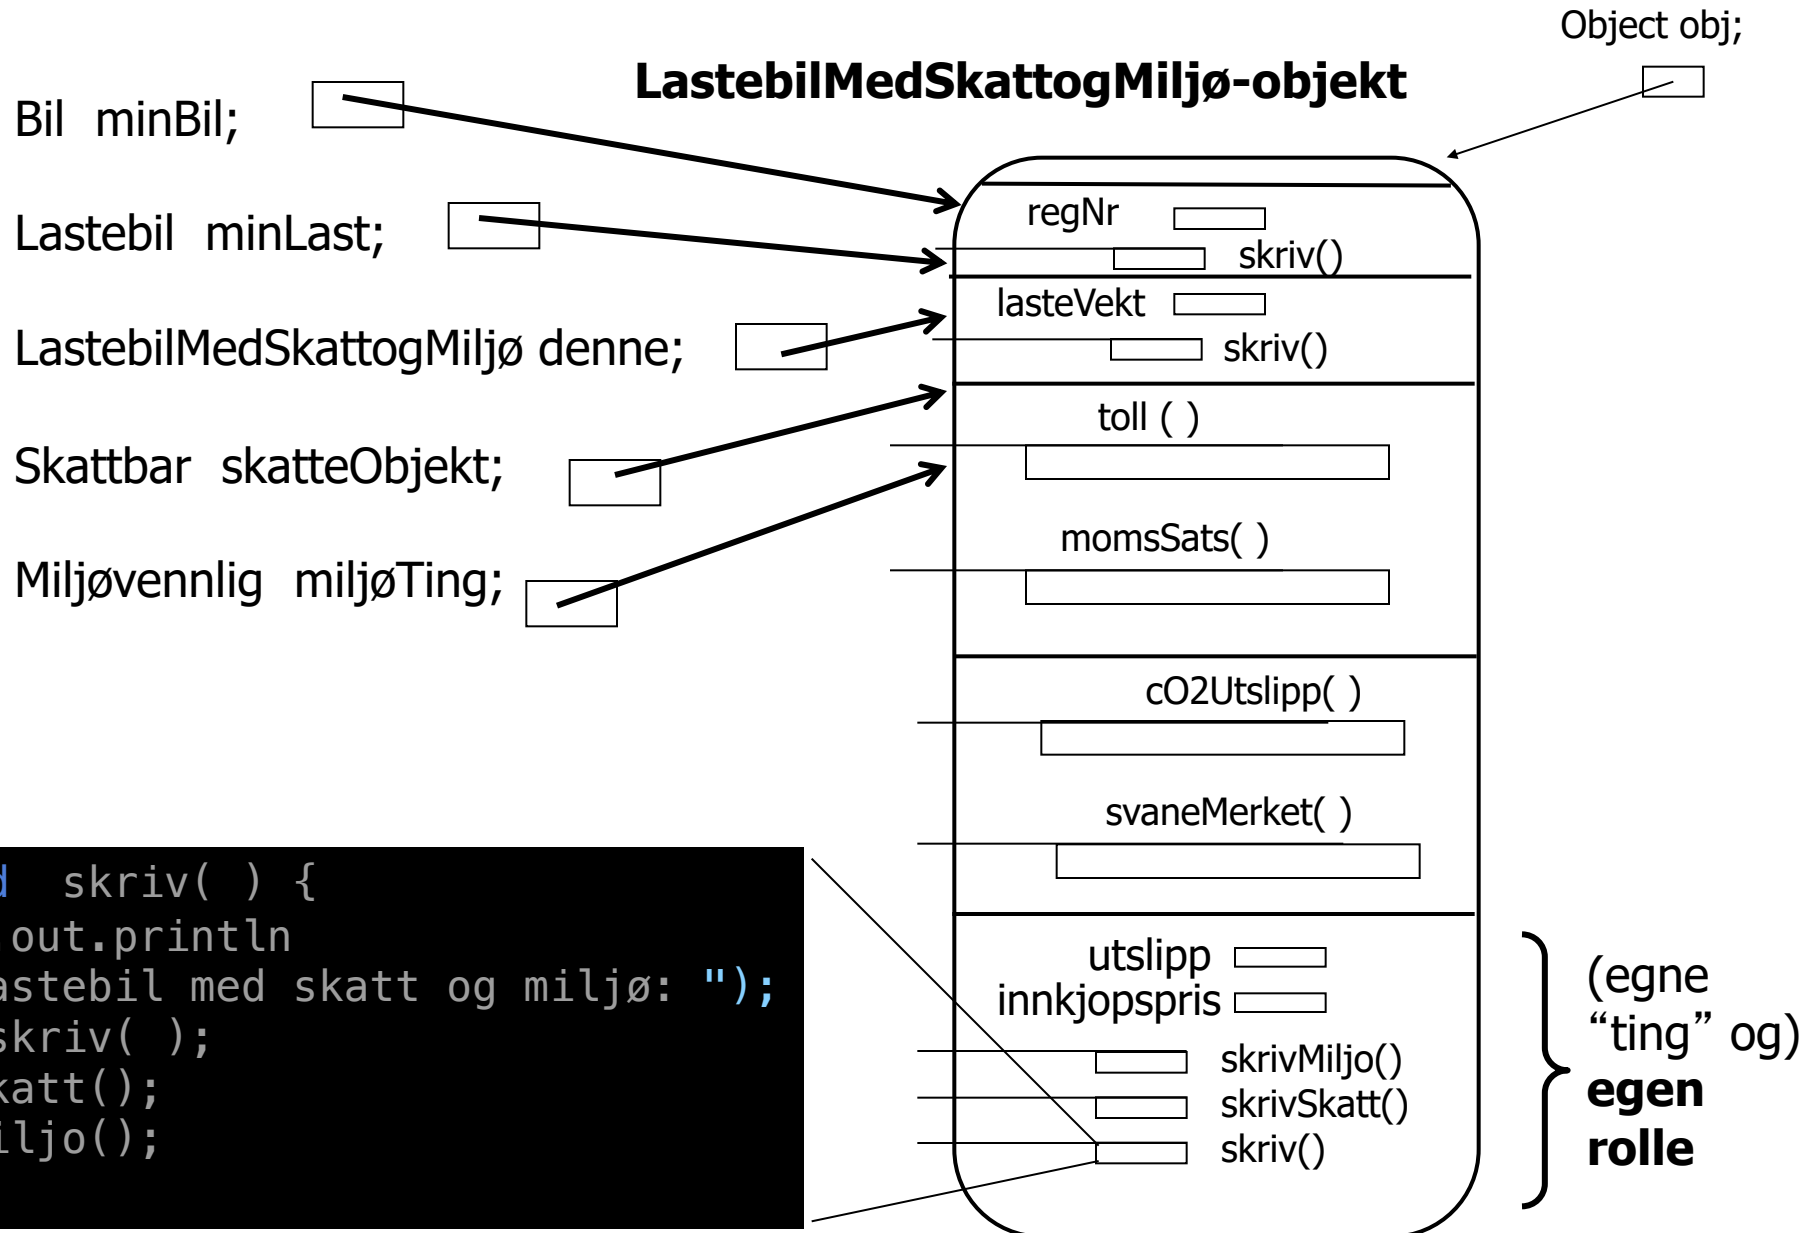 Object obj;
LastebilMedSkattogMiljø-objekt
Bil minBil;
Lastebil minLast;
LastebilMedSkattogMiljø denne;
Skattbar skatteObjekt;
Miljøvennlig miljøTing;
regNr
skriv()
lasteVekt
skriv()
toll ( )
momsSats( )
cO2Utslipp( )
svaneMerket( )
utslipp
innkjopspris
skrivMiljo()
skrivSkatt()
skriv()
(egne
“ting” og)
egen
rolle
d skriv( ) {
out.println
astebil med skatt og miljø: ");
skriv( );
katt();
iljo();